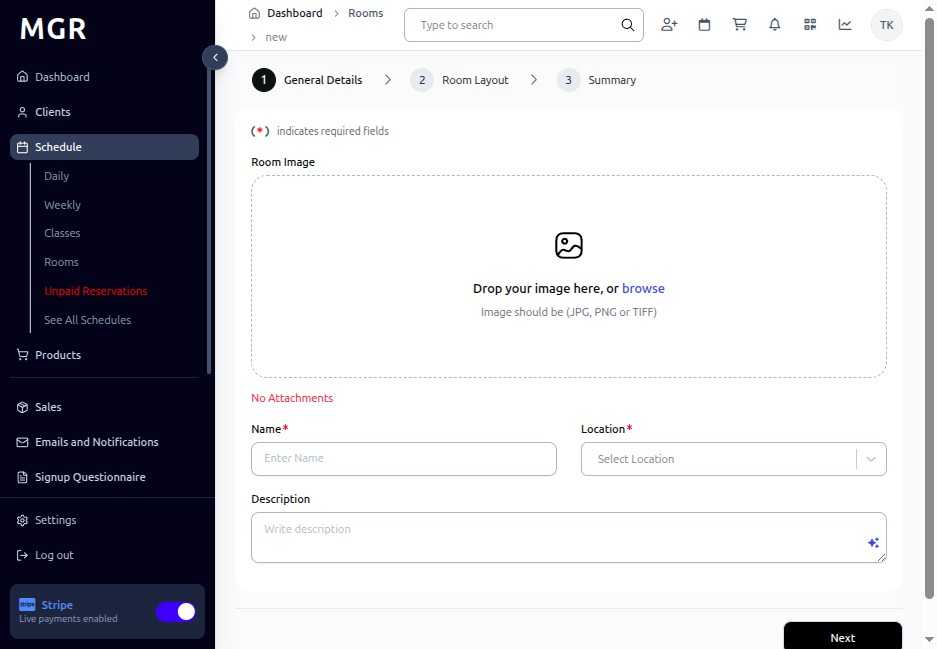 MGR
Dashboard
Clients
Schedule
Daily
Weekly
Classes
Rooms
Unpaid Reservations
See All Schedules
Products
Sales
Emails and Notifications
Signup Questionnaire
Settings
Log out
stripe Stripe
Live payments enabled
Dashboard > Rooms
> new
Type to search
TK
1 General Details > 2 Room Layout > 3 Summary
(*) indicates required fields
Room Image
Drop your image here, or browse
Image should be (JPG, PNG or TIFF)
No Attachments
Name* Location*
Enter Name Select Location
Description
Write description
Next